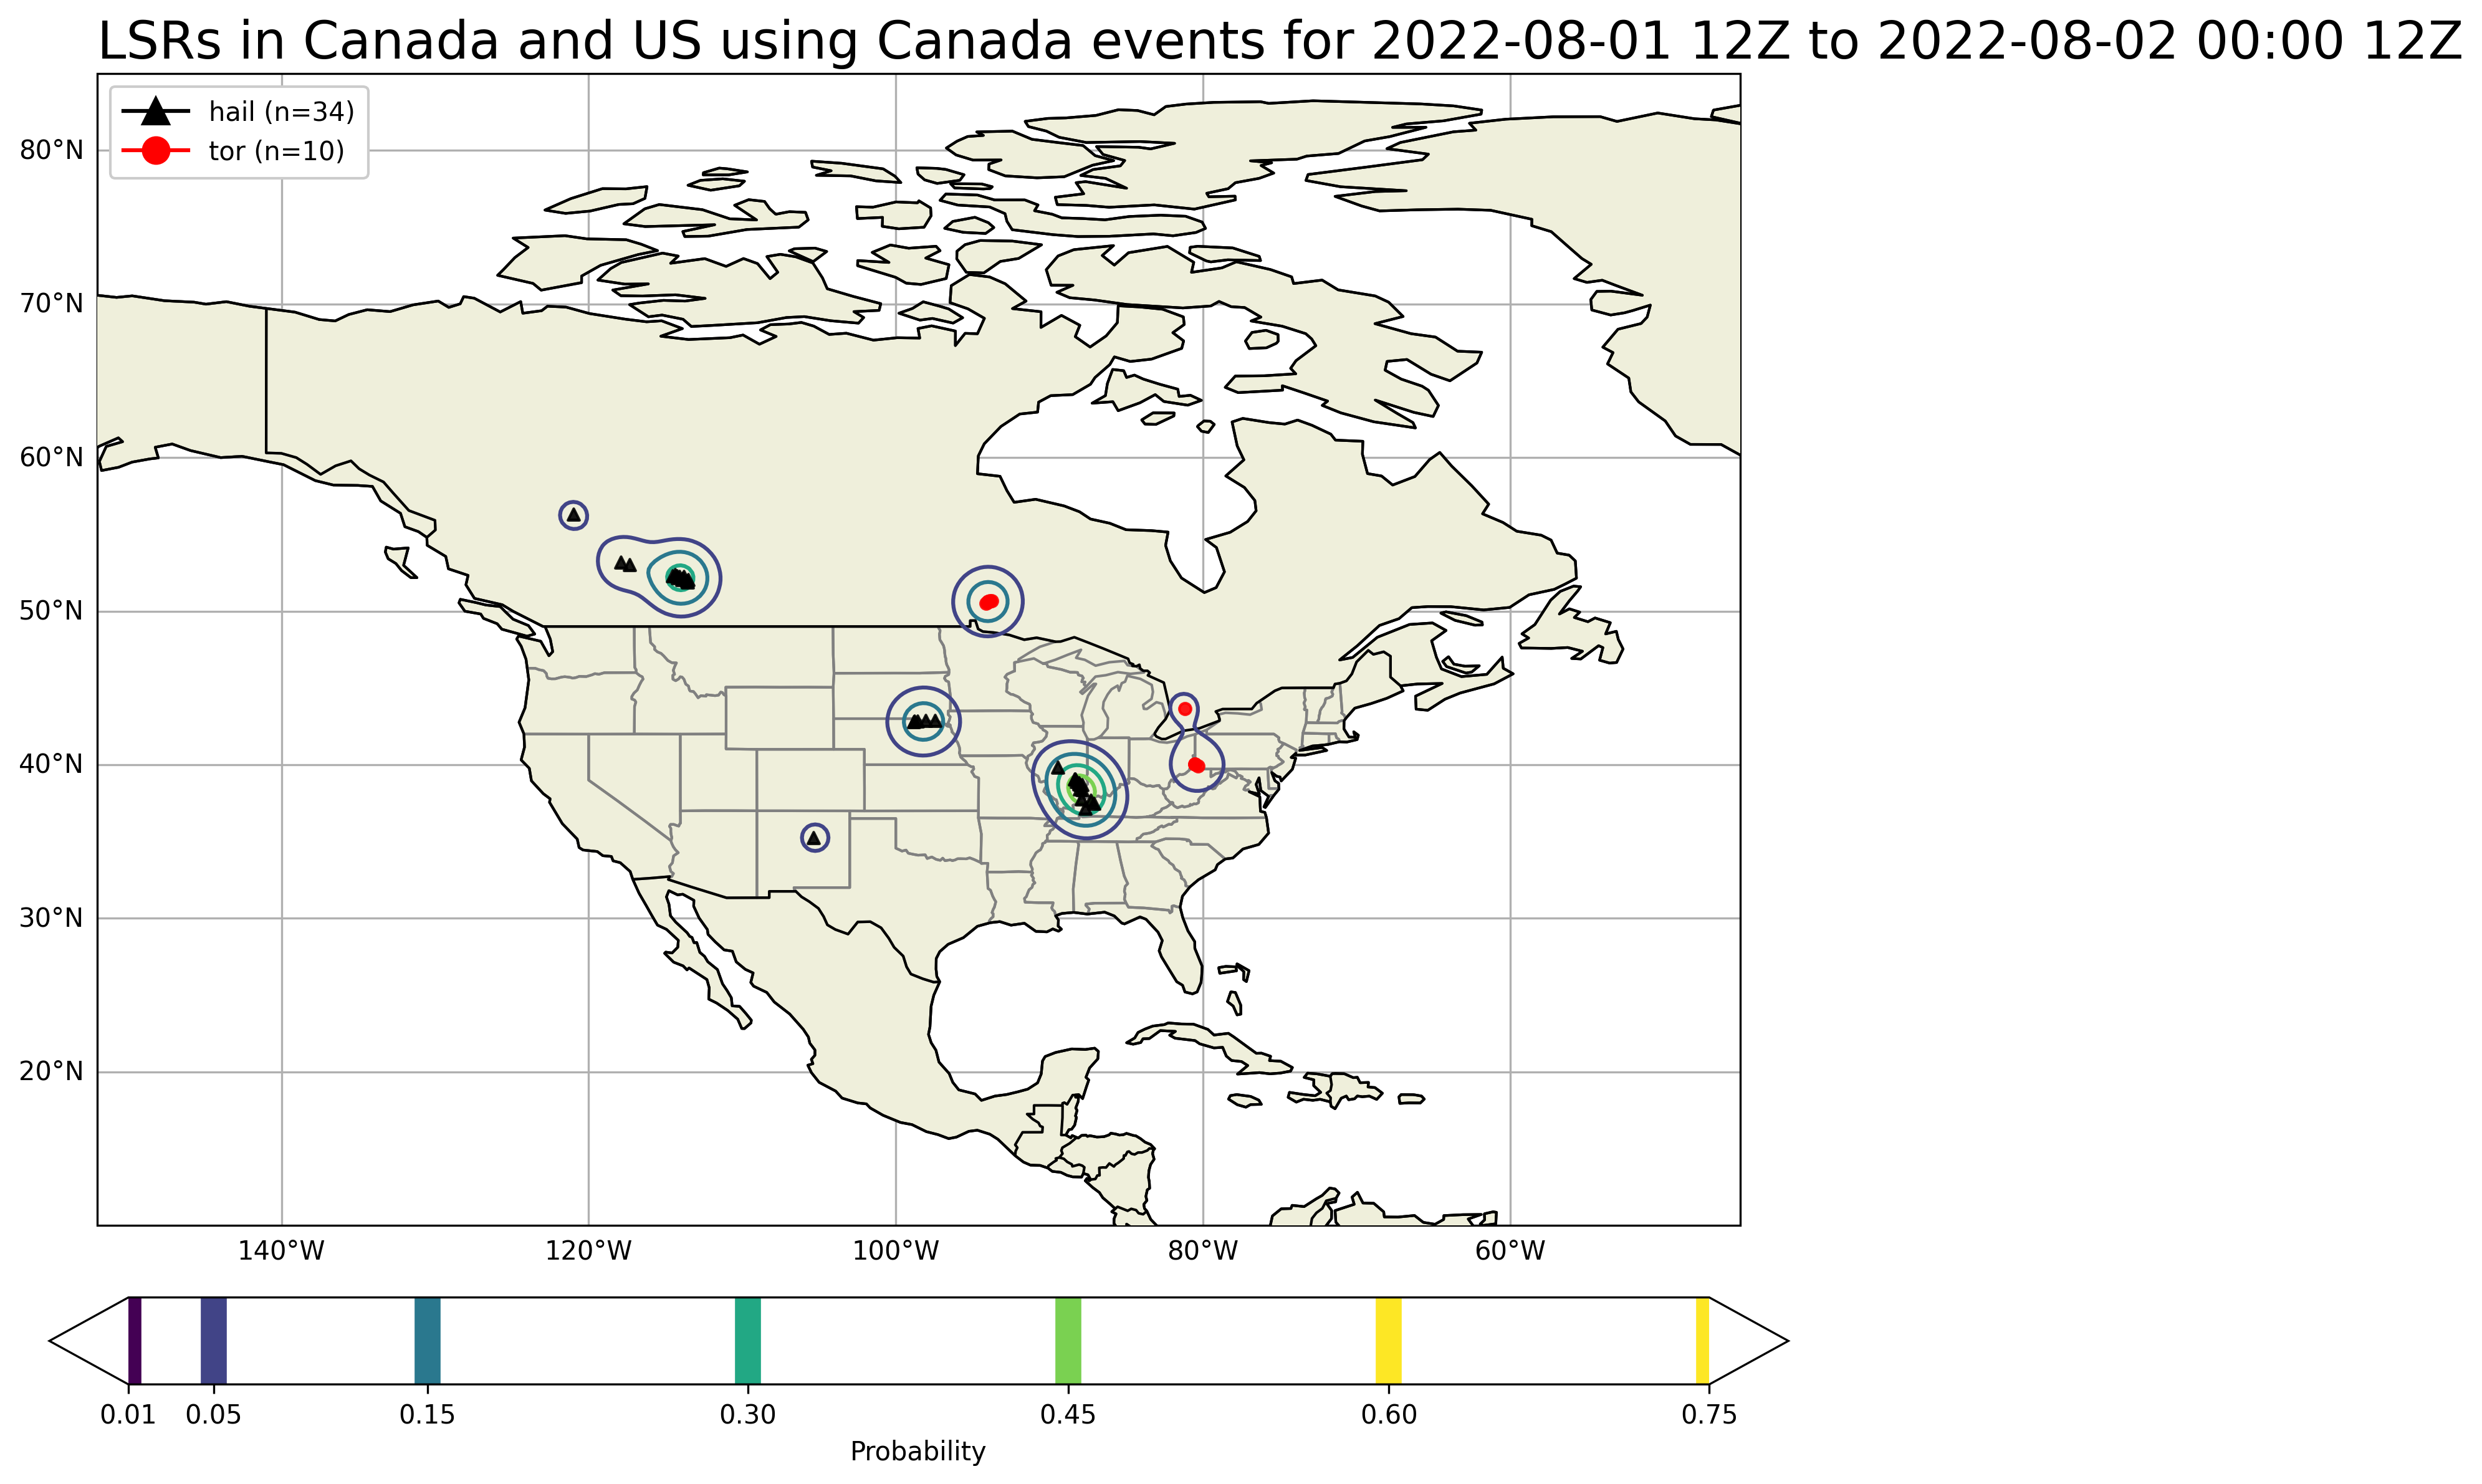 LSRs in Canada and US using Canada events for 2022-08-01 12Z to 2022-08-02 00:00 12Z
hail (n=34)
tor (n=10)
80°N
70°N
60°N
50°N
40°N
30°N
20°N
140°W 120°W 100°W 80°W 60°W
0.01 0.05 0.15 0.30 0.45 0.60 0.75
Probability